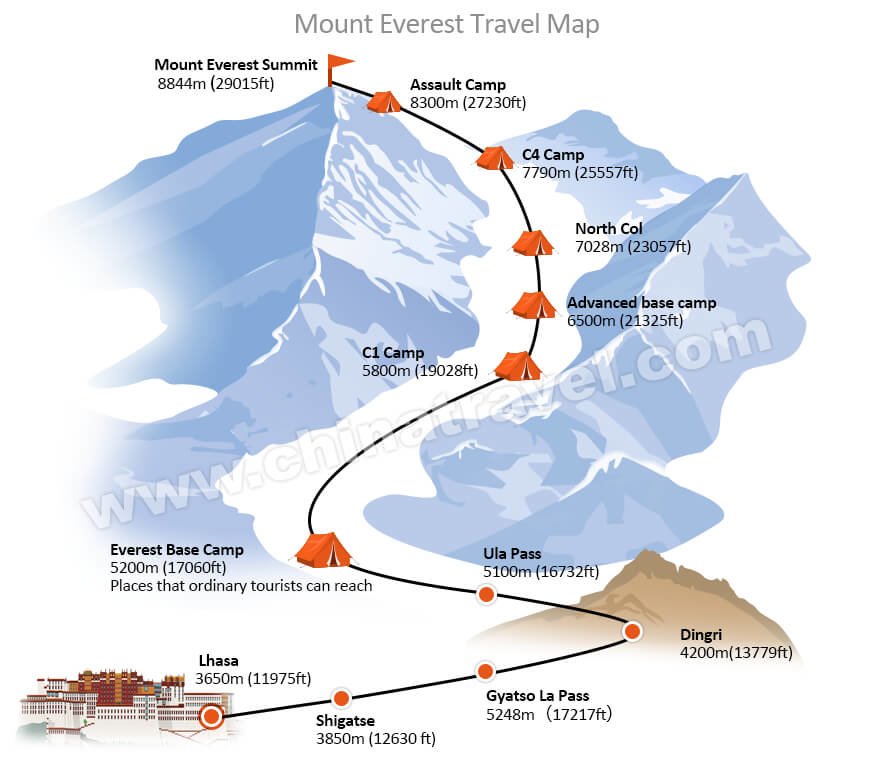 Mount Everest Travel Map
Mount Everest Summit
8844m (29015ft)
Assault Camp
8300m (27230ft)
C4 Camp
7790m (25557ft)
North Col
7028m (23057ft)
Advanced base camp
6500m (21325ft)
C1 Camp
5800m (19028ft)
www.chinatravel.com
Everest Base Camp
5200m (17060ft)
Places that ordinary tourists can reach
Ula Pass
5100m (16732ft)
Dingri
4200m(13779ft)
Lhasa
3650m (11975ft)
Gyatso La Pass
5248m （17217ft）
Shigatse
3850m (12630 ft)